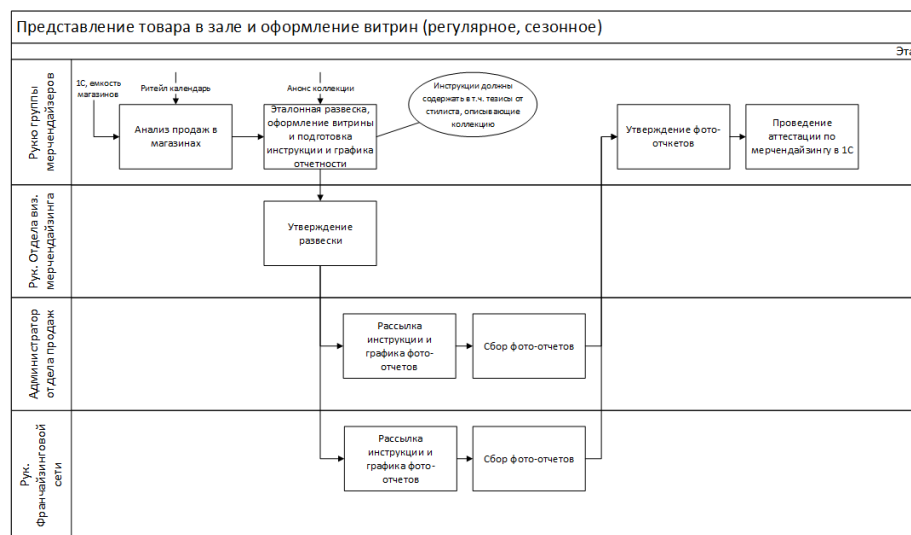 Представление товара в зале и оформление витрин (регулярное, сезонное)
Эта
Рукю группы
мерчендайзеров
1С, емкость
магазинов
Ритейл календарь
Анализ продаж в
магазинах
Анонс коллекции
Эталонная развеска,
оформление витрины
и подготовка
инструкции и графика
отчетности
Инструкции должны
содержать в т.ч. тезисы от
стилиста, описывающие
коллекцию
Утверждение фото-
отчкетов
Проведение
аттестации по
мерчендайзингу в 1С
Рук. Отдела виз.
мерчендайзинга
Утверждение
развески
Администратор
отдела продаж
Рассылка
инструкции и
графика фото-
отчетов
Сбор фото-отчетов
Рук.
Франчайзинговой
сети
Рассылка
инструкции и
графика фото-
отчетов
Сбор фото-отчетов